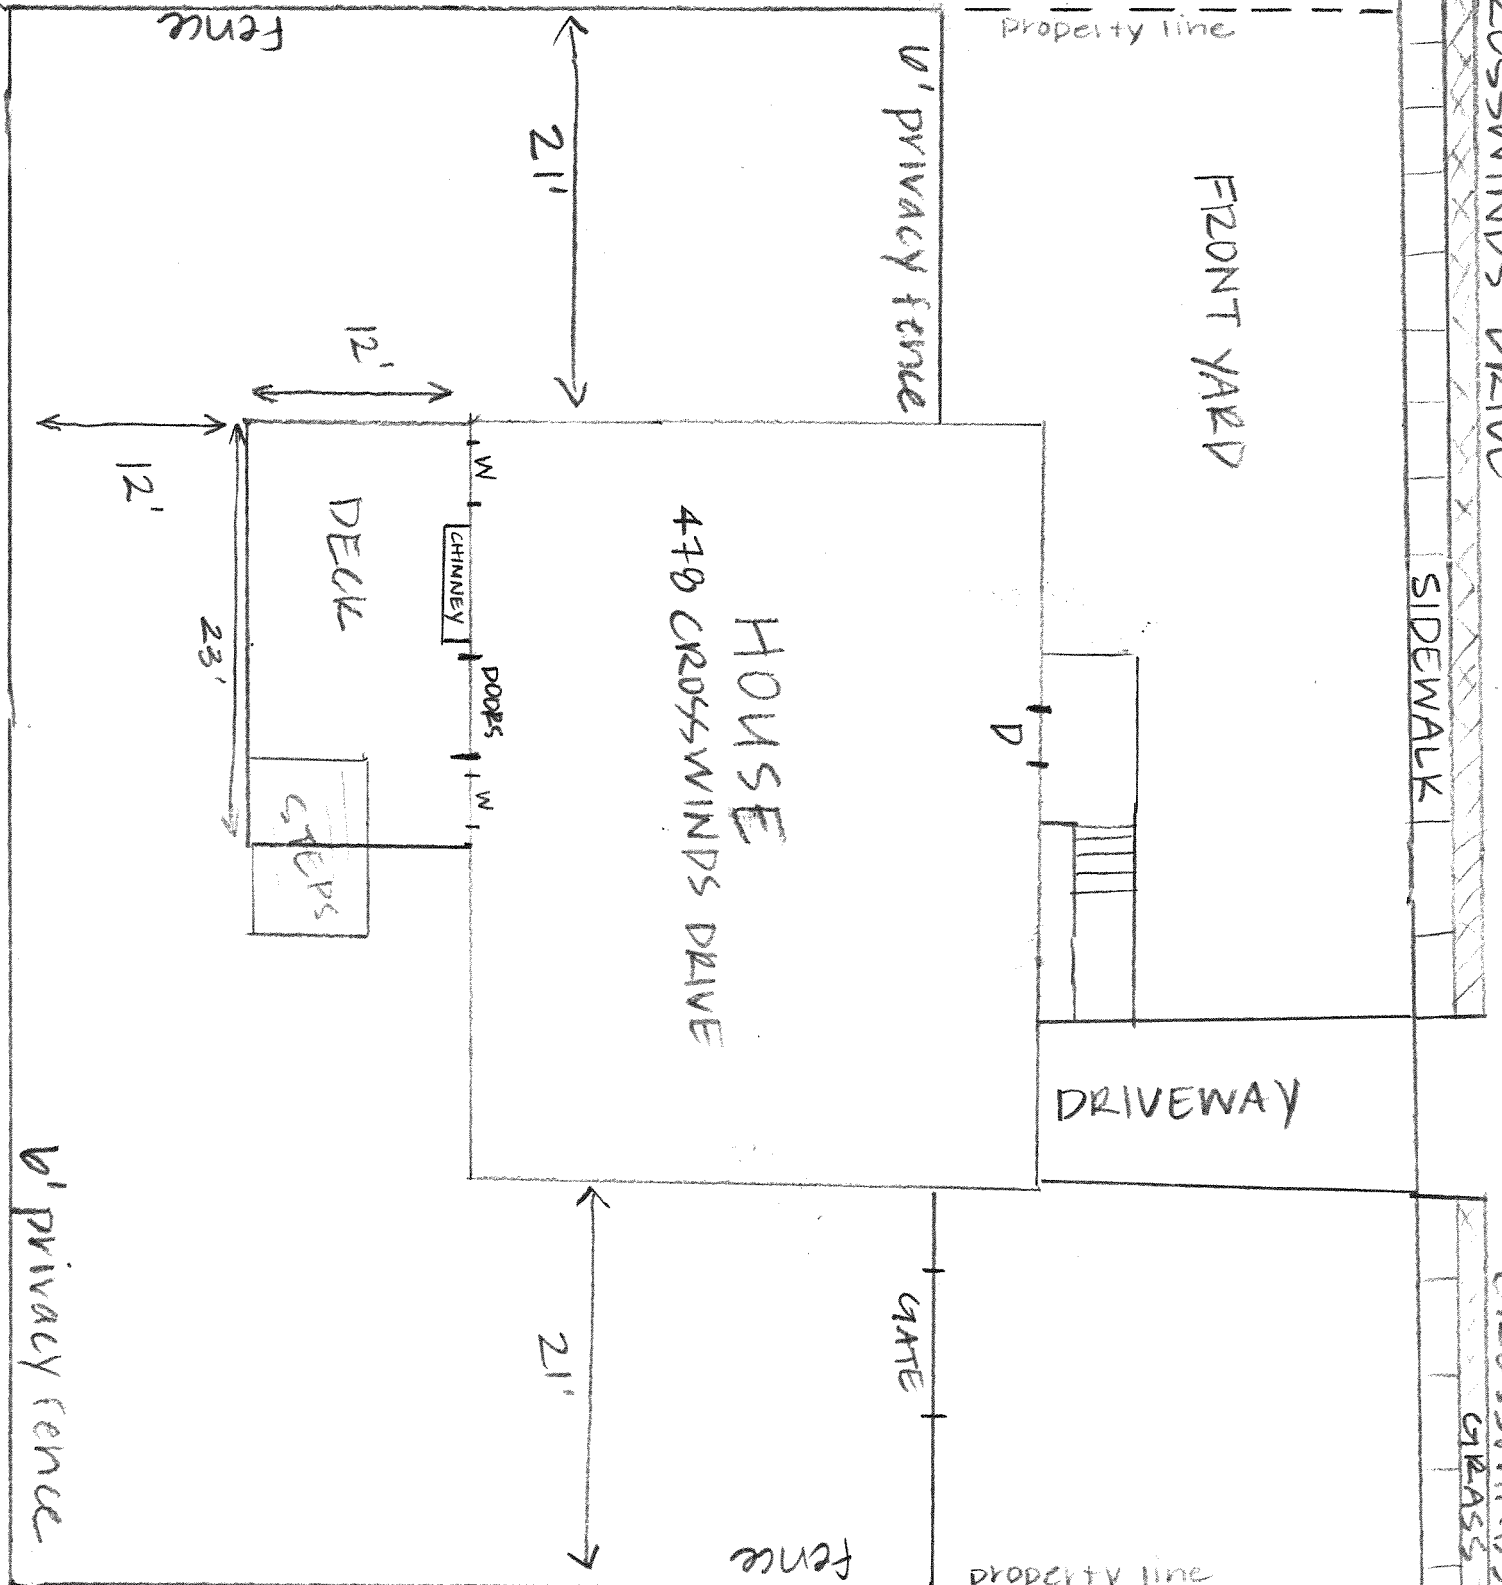 Fence
property line
6' privacy fence
21'
FRONT YARD
12'
12'
DECK
23'
W
CHIMNEY
DOORS
W
STEPS
HOUSE
478 CROSSWINDS DRIVE
D
SIDEWALK
DRIVEWAY
6' privacy fence
21'
GATE
GRASS
fence
property line